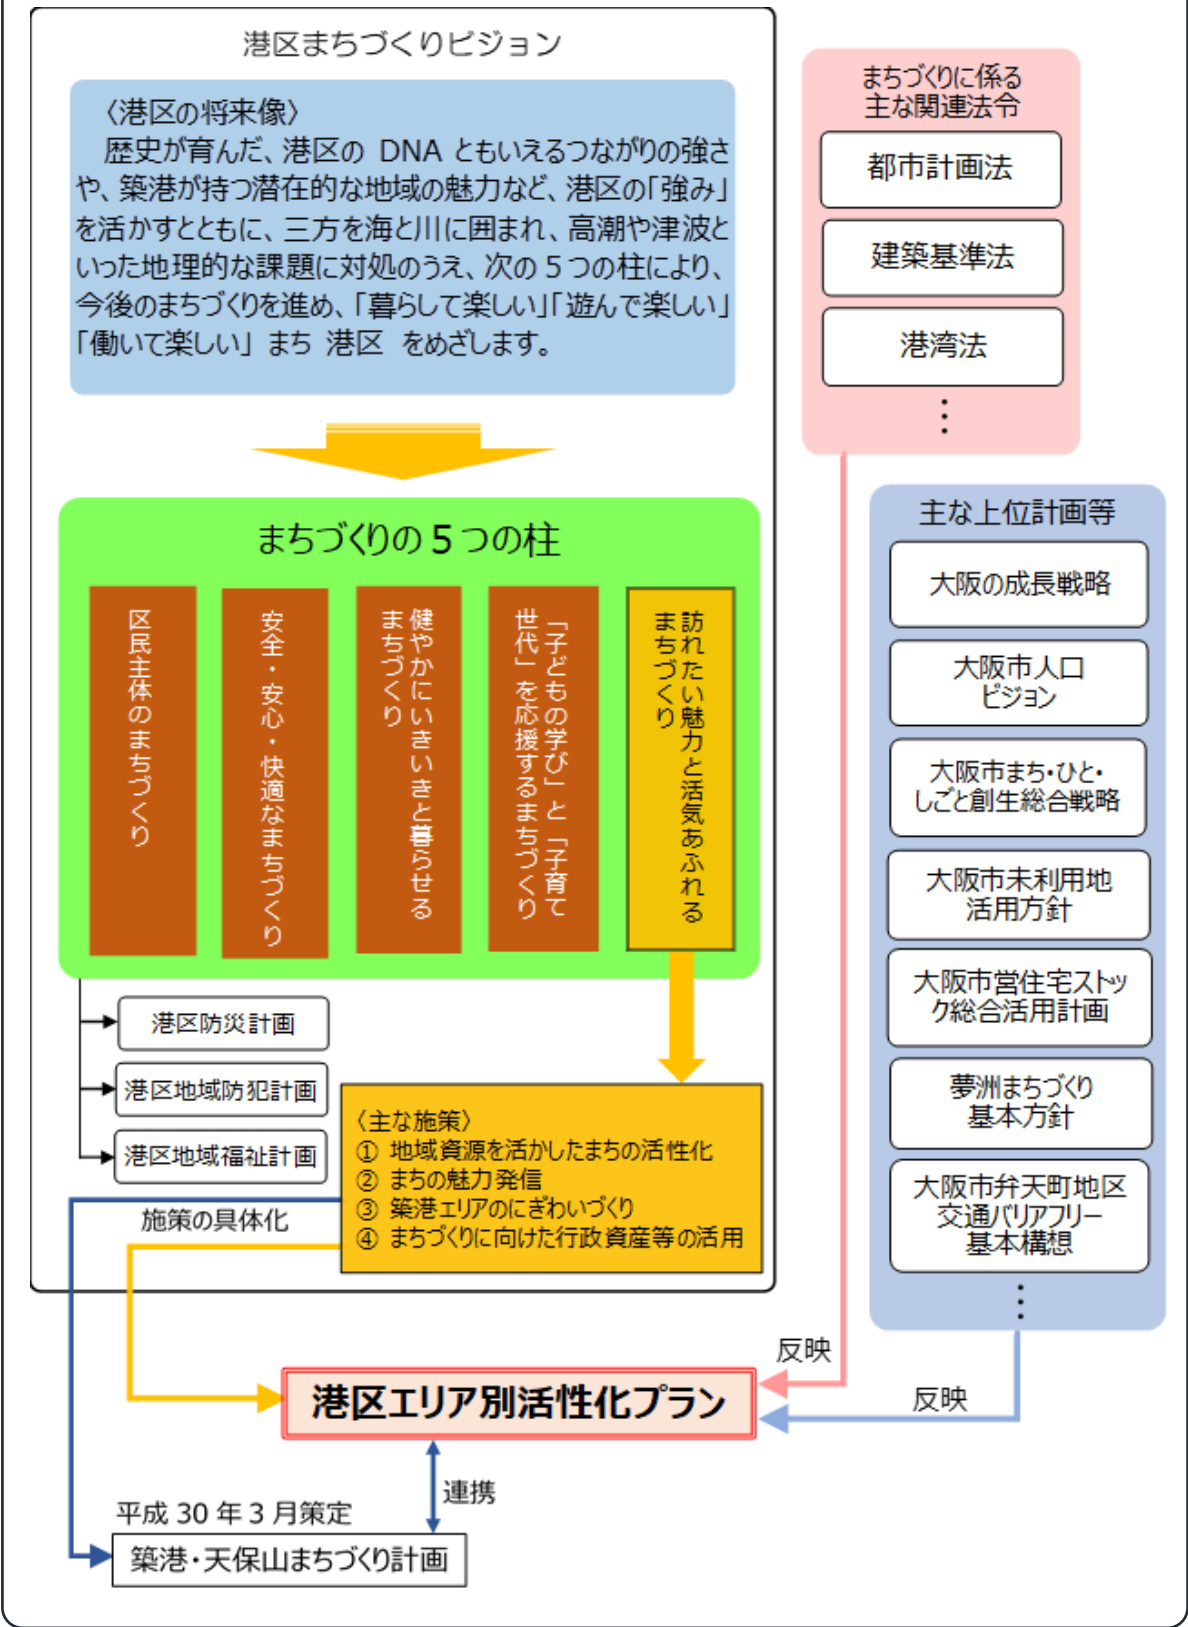 港区まちづくりビジョン
〈港区の将来像〉
歴史が育んだ、港区の DNA ともいえるつながりの強さ
や、築港が持つ潜在的な地域の魅力など、港区の「強み」
を活かすとともに、三方を海と川に囲まれ、高潮や津波と
いった地理的な課題に対処のうえ、次の５つの柱により、
今後のまちづくりを進め、「暮らして楽しい」「遊んで楽しい」
「働いて楽しい」 まち 港区 をめざします。
まちづくりの５つの柱
区民主体のまちづくり
安全・安心・快適なまちづくり
健やかにいきいきと暮らせる
まちづくり
「子どもの学び」と「子育て
世代」を応援するまちづくり
訪れたい魅力と活気あふれる
まちづくり
港区防災計画
港区地域防犯計画
港区地域福祉計画
〈主な施策〉
① 地域資源を活かしたまちの活性化
② まちの魅力発信
③ 築港エリアのにぎわいづくり
④ まちづくりに向けた行政資産等の活用
施策の具体化
まちづくりに係る
主な関連法令
都市計画法
建築基準法
港湾法
⋮
主な上位計画等
大阪の成長戦略
大阪市人口
ビジョン
大阪市まち・ひと・
しごと創生総合戦略
大阪市未利用地
活用方針
大阪市営住宅ストッ
ク総合活用計画
夢洲まちづくり
基本方針
大阪市弁天町地区
交通バリアフリー
基本構想
⋮
反映
反映
港区エリア別活性化プラン
連携
平成 30 年 3 月策定
築港・天保山まちづくり計画